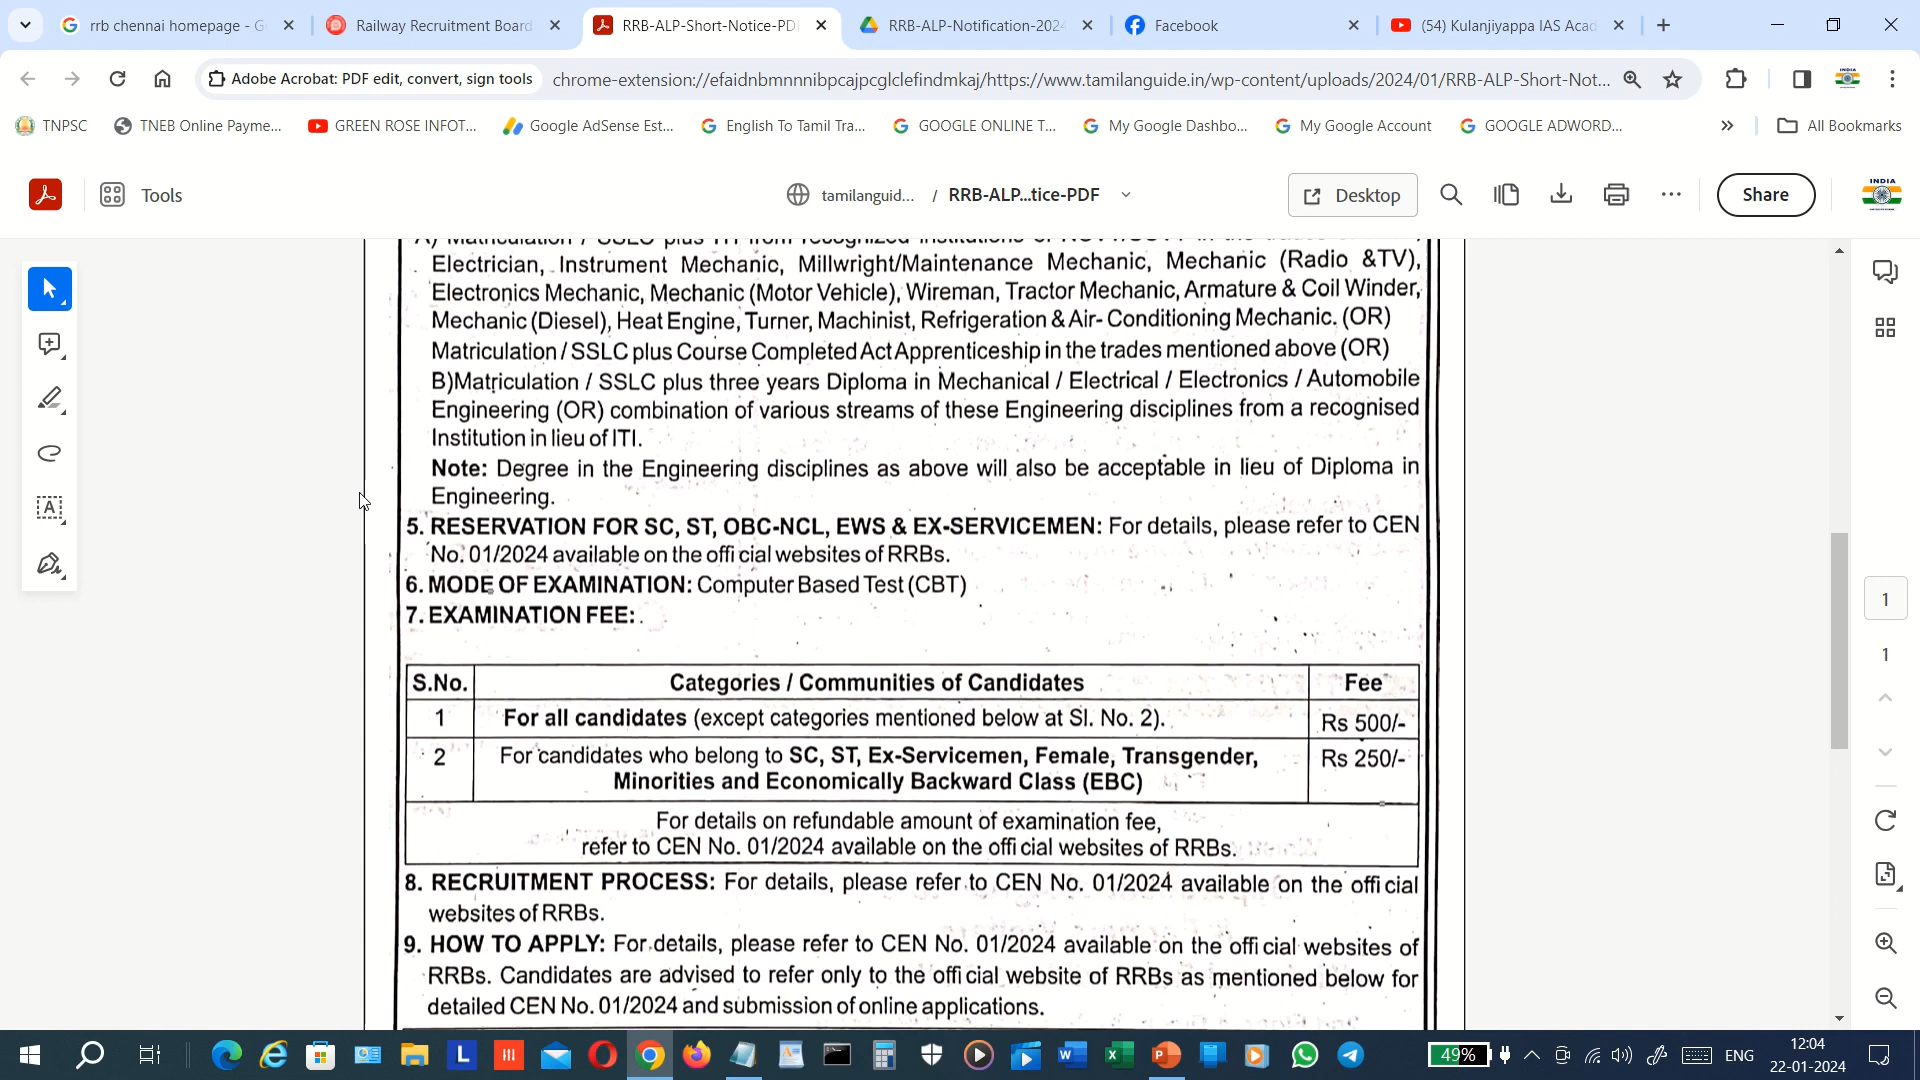 rrb chennai homepage - G
Railway Recruitment Board
RRB-ALP-Short-Notice-PD
RRB-ALP-Notification-2024
Facebook
(54) Kulanjiyappa IAS Acad
Adobe Acrobat: PDF edit, convert, sign tools
chrome-extension://efaidnbmnnnibpcajpcglclefindmkaj/https://www.tamilanguide.in/wp-content/uploads/2024/01/RRB-ALP-Short-Not...
TNPSC
TNEB Online Payme...
GREEN ROSE INFOT...
Google AdSense Est...
English To Tamil Tra...
GOOGLE ONLINE T...
My Google Dashbo...
My Google Account
GOOGLE ADWORD...
All Bookmarks
Tools
tamilanguid... / RRB-ALP...tice-PDF
Desktop
Share
INDIA
Electrician, Instrument Mechanic, Millwright/Maintenance Mechanic, Mechanic (Radio &TV),
Electronics Mechanic, Mechanic (Motor Vehicle), Wireman, Tractor Mechanic, Armature & Coil Winder,
Mechanic (Diesel), Heat Engine, Turner, Machinist, Refrigeration & Air- Conditioning Mechanic. (OR)
Matriculation / SSLC plus Course Completed Act Apprenticeship in the trades mentioned above (OR)
B)Matriculation / SSLC plus three years Diploma in Mechanical / Electrical / Electronics / Automobile
Engineering (OR) combination of various streams of these Engineering disciplines from a recognised
Institution in lieu of ITI.
Note: Degree in the Engineering disciplines as above will also be acceptable in lieu of Diploma in
Engineering.
5. RESERVATION FOR SC, ST, OBC-NCL, EWS & EX-SERVICEMEN: For details, please refer to CEN
No. 01/2024 available on the official websites of RRBs.
6. MODE OF EXAMINATION: Computer Based Test (CBT)
7. EXAMINATION FEE:
S.No. Categories / Communities of Candidates Fee
1 For all candidates (except categories mentioned below at Sl. No. 2). Rs 500/-
2 For candidates who belong to SC, ST, Ex-Servicemen, Female, Transgender, Rs 250/-
Minorities and Economically Backward Class (EBC)
For details on refundable amount of examination fee,
refer to CEN No. 01/2024 available on the official websites of RRBs.
8. RECRUITMENT PROCESS: For details, please refer to CEN No. 01/2024 available on the official
websites of RRBs.
9. HOW TO APPLY: For details, please refer to CEN No. 01/2024 available on the official websites of
RRBs. Candidates are advised to refer only to the official website of RRBs as mentioned below for
detailed CEN No. 01/2024 and submission of online applications.
1
1
49%
ENG
12:04
22-01-2024